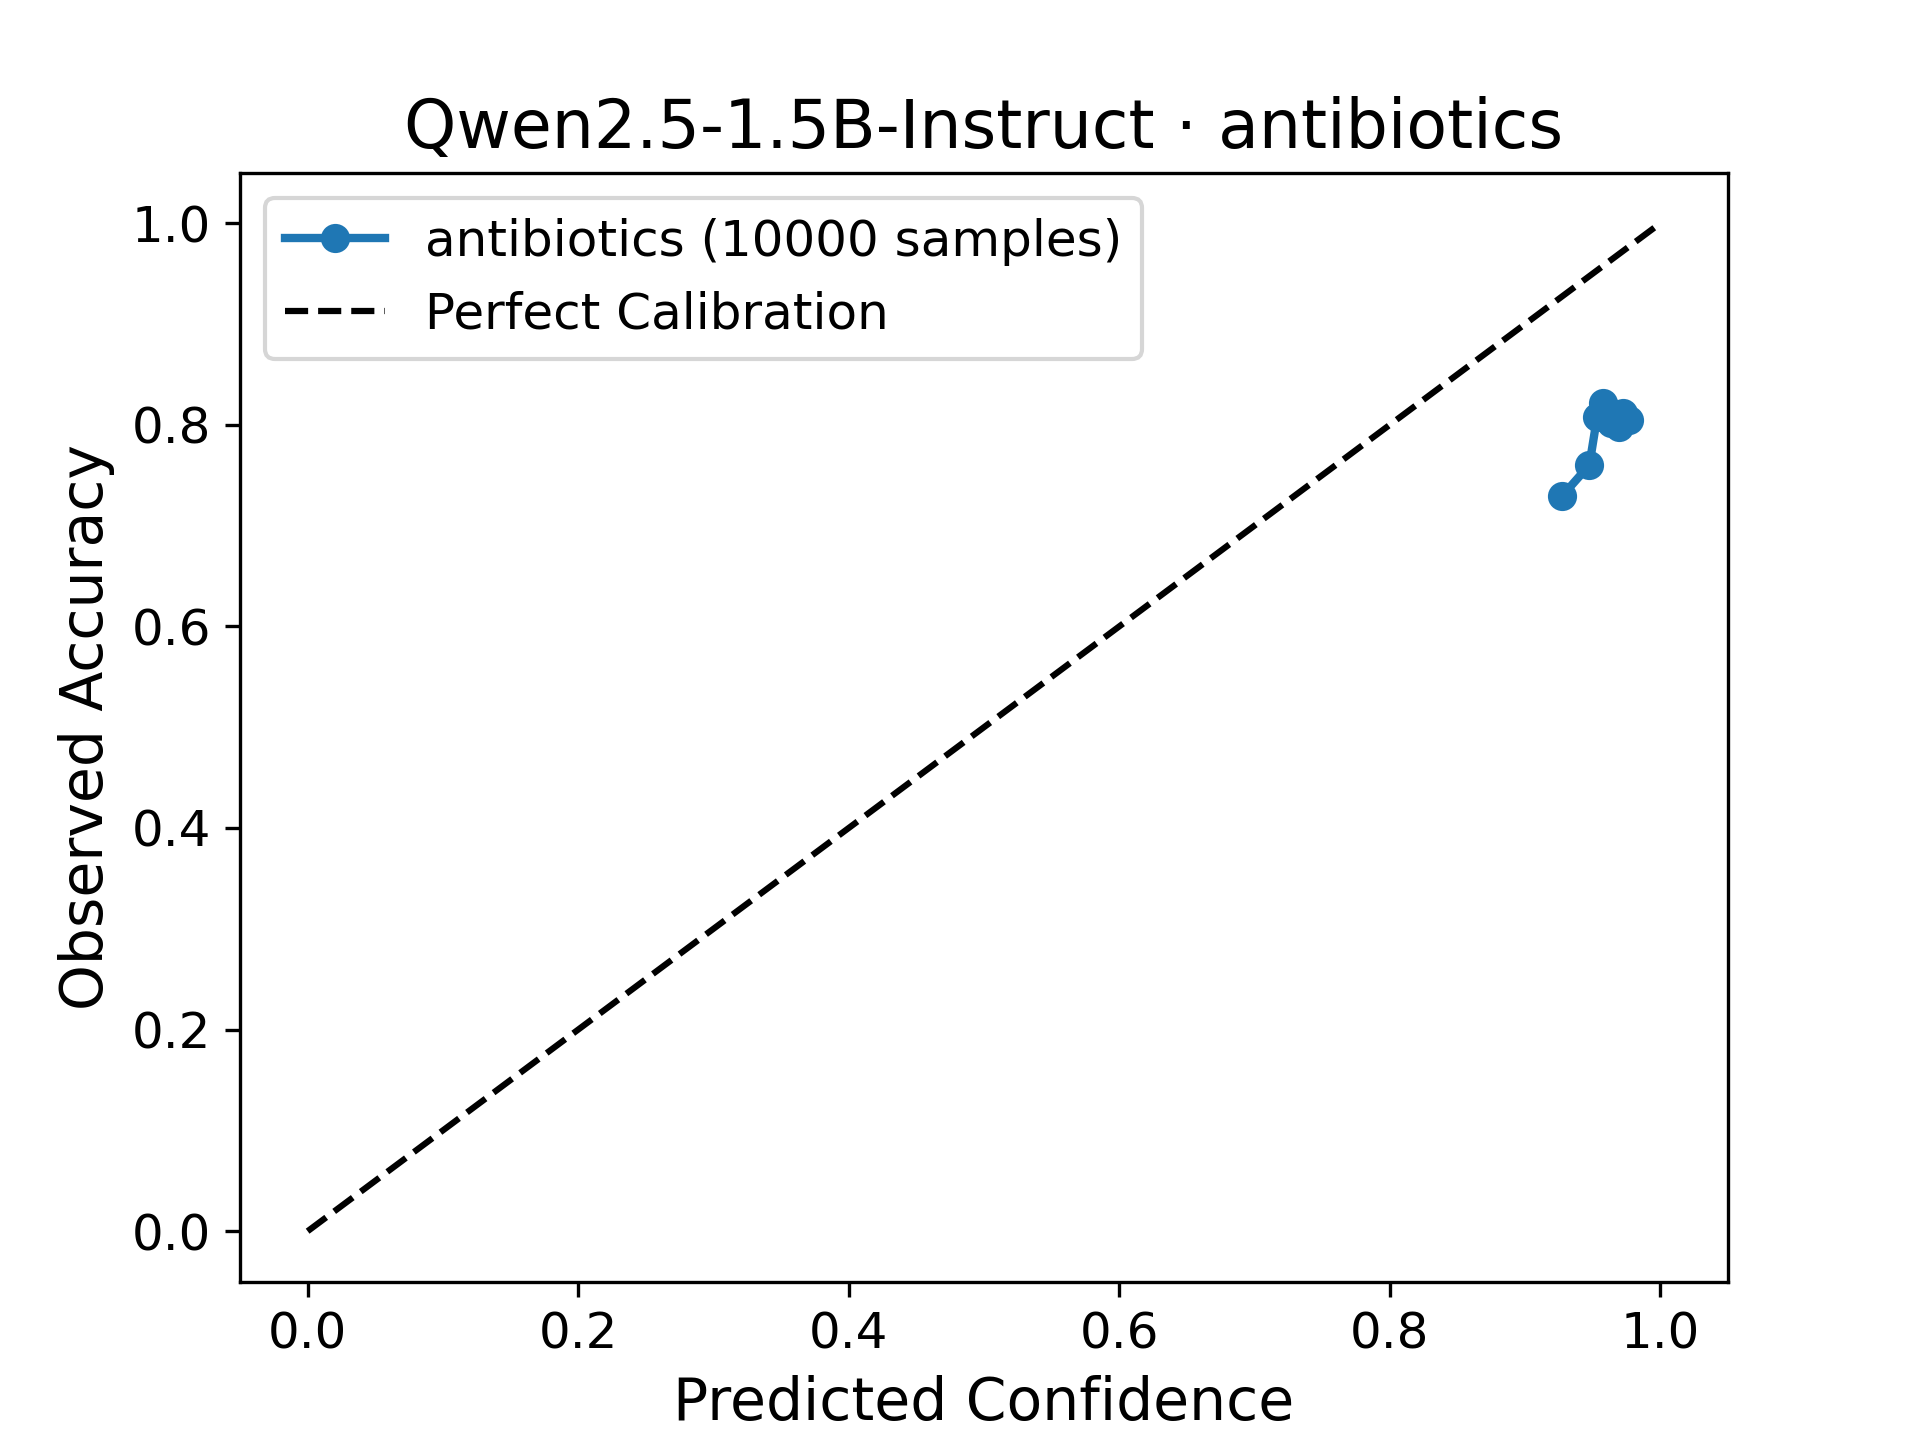 Qwen2.5-1.5B-Instruct · antibiotics
antibiotics (10000 samples)
Perfect Calibration
Observed Accuracy
1.0
0.8
0.6
0.4
0.2
0.0
0.0 0.2 0.4 0.6 0.8 1.0
Predicted Confidence